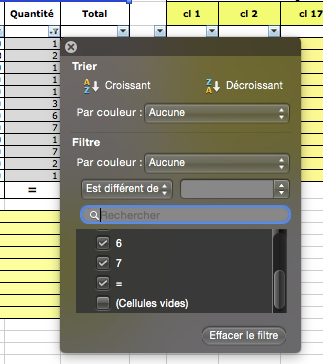 Quantité Total cl 1 cl 2 cl 17
1
2
1
1
1
3
6
7
1
7
2
1
=
Trier
A Z Croissant Z A Décroissant
Par couleur : Aucune
Filtre
Par couleur : Aucune
Est différent de
Rechercher
6
7
=
(Cellules vides)
Effacer le filtre